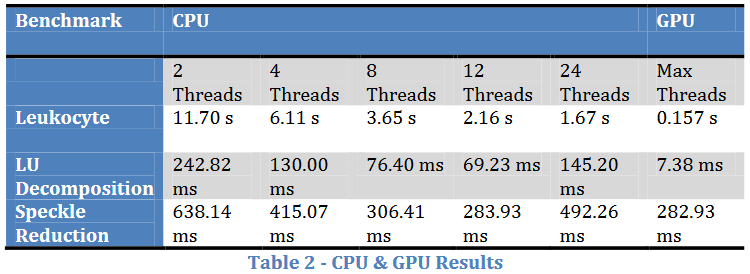 Benchmark CPU GPU
2 Threads 4 Threads 8 Threads 12 Threads 24 Threads Max Threads
Leukocyte 11.70 s 6.11 s 3.65 s 2.16 s 1.67 s 0.157 s
LU Decomposition 242.82 ms 130.00 ms 76.40 ms 69.23 ms 145.20 ms 7.38 ms
Speckle Reduction 638.14 ms 415.07 ms 306.41 ms 283.93 ms 492.26 ms 282.93 ms
Table 2 - CPU & GPU Results